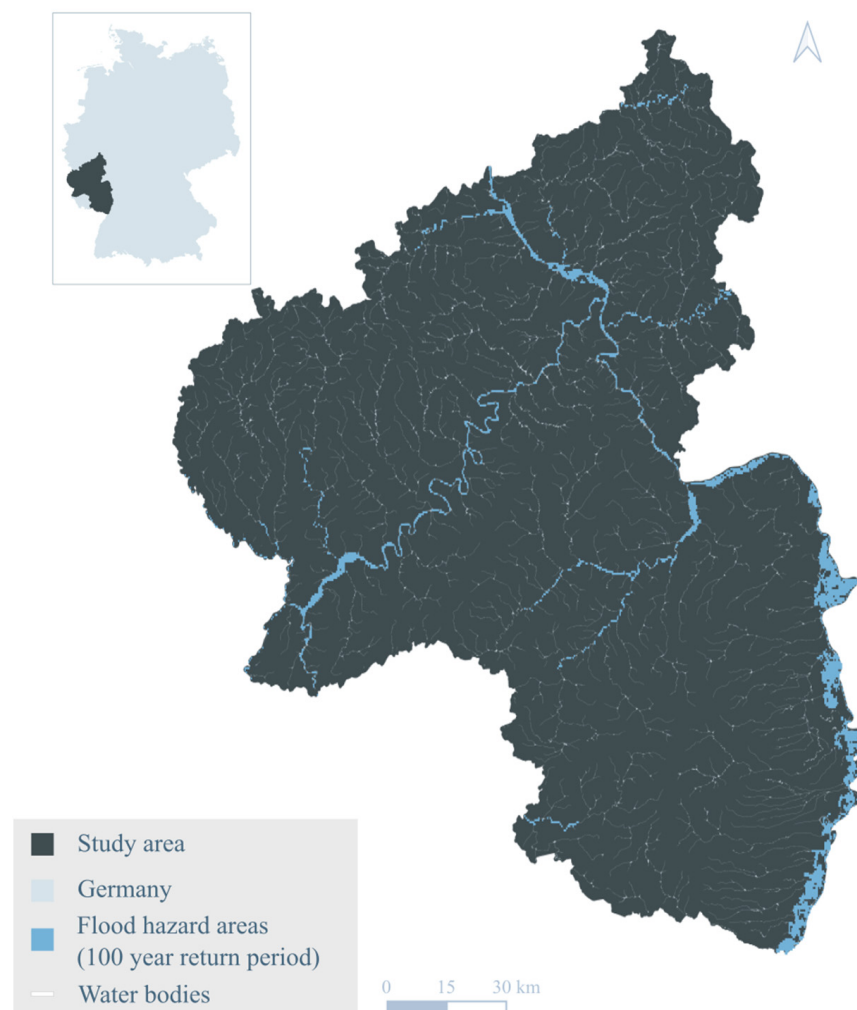 Study area
Germany
Flood hazard areas
(100 year return period)
Water bodies
0 15 30 km